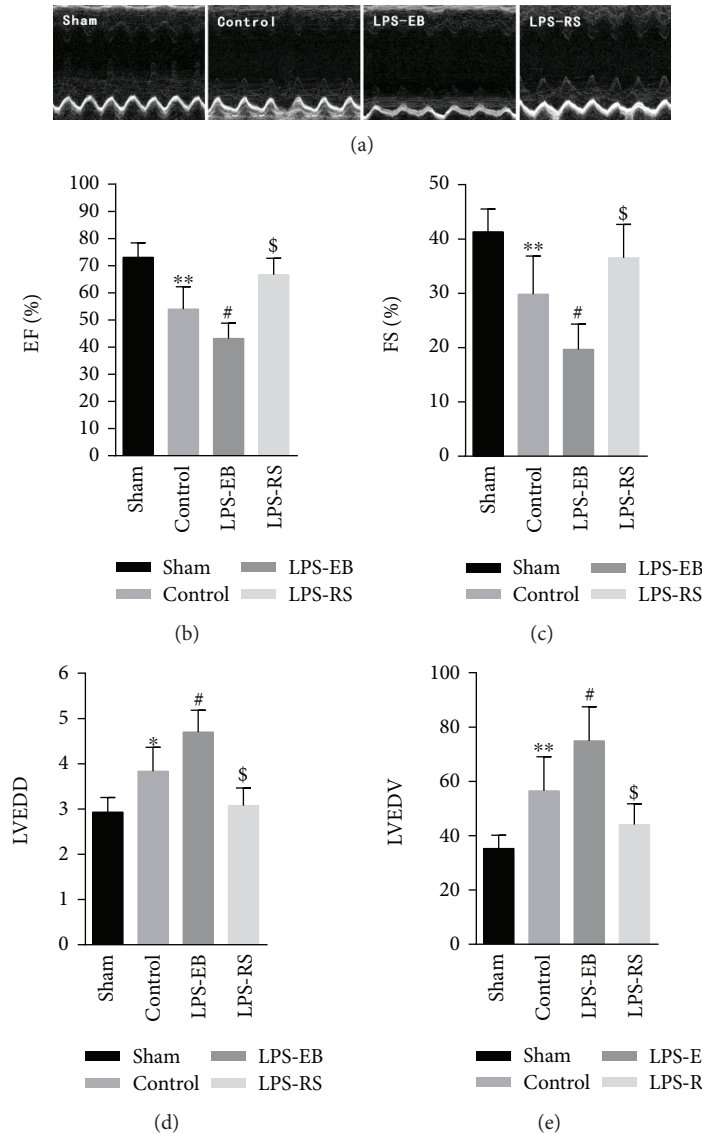 Sham Control LPS-EB LPS-RS
(a)
100
90
80
70
60
50
40
30
20
10
0
EF (%)
**
#
$
Sham
Control
LPS-EB
LPS-RS
Sham LPS-EB
Control LPS-RS
(b)
50
40
30
20
10
0
FS (%)
**
#
$
Sham
Control
LPS-EB
LPS-RS
Sham LPS-EB
Control LPS-RS
(c)
6
5
4
3
2
1
0
LVEDD
*
#
$
Sham
Control
LPS-EB
LPS-RS
Sham LPS-EB
Control LPS-RS
(d)
100
80
60
40
20
0
LVEDV
**
#
$
Sham
Control
LPS-EB
LPS-RS
Sham LPS-E
Control LPS-R
(e)